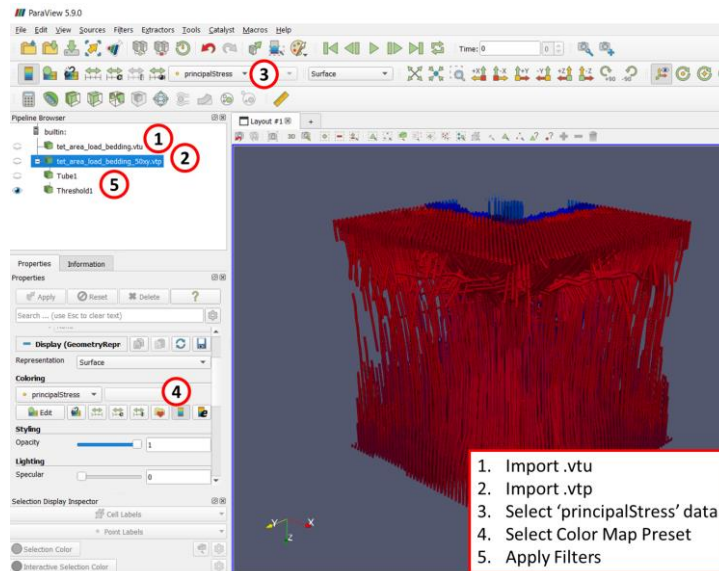 ParaView 5.9.0
File Edit View Sources Filters Extractors Tools Catalyst Macros Help
Time: 0 0
principalStress 3 Surface
Pipeline Browser
Layout #1
builtin:
tet_area_load_bedding.vtu 1
tet_area_load_bedding_50xy.vtp 2
Tube1
Threshold1 5
Properties Information
Properties
Apply Reset Delete ?
Search ... (use Esc to clear text)
Display (GeometryRepr
Representation Surface
Coloring
principalStress 4
Edit
Styling
Opacity 1
Lighting
Specular 0
Selection Display Inspector
Cell Labels
Point Labels
Selection Color
Interactive Selection Color
Y X
Z
1. Import .vtu
2. Import .vtp
3. Select ‘principalStress’ data
4. Select Color Map Preset
5. Apply Filters